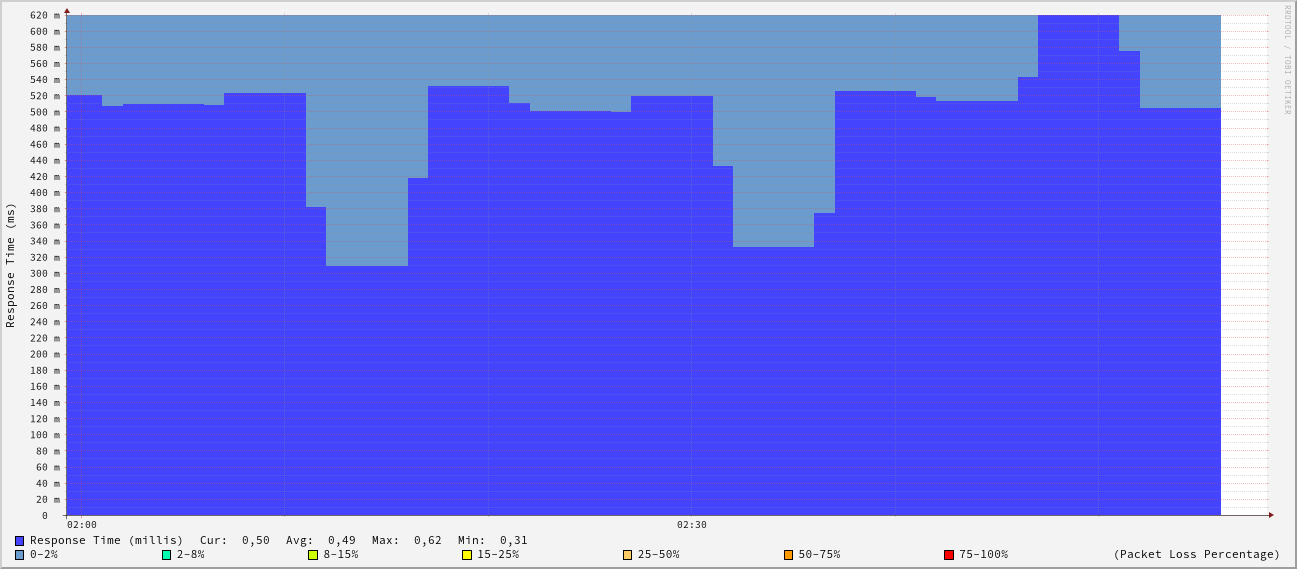 620 m
600 m
580 m
560 m
540 m
520 m
500 m
480 m
460 m
440 m
420 m
400 m
380 m
360 m
340 m
320 m
300 m
280 m
260 m
240 m
220 m
200 m
180 m
160 m
140 m
120 m
100 m
80 m
60 m
40 m
20 m
0
Response Time (ms)
02:00 02:30
RRDTOOL / TOBI OETIKER
Response Time (millis) Cur: 0,50 Avg: 0,49 Max: 0,62 Min: 0,31
0-2% 2-8% 8-15% 15-25% 25-50% 50-75% 75-100% (Packet Loss Percentage)